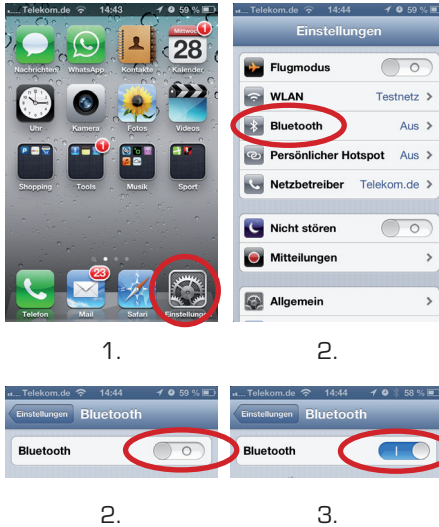 Telekom.de 14:43 59 %
Mittwoch 1
28
Nachrichten WhatsApp Kontakte Kalender
Uhr Kamera Fotos Videos
1
Shopping Tools Musik Sport
23
Telefon Mail Safari Einstellungen
1.
Telekom.de 14:44 59 %
Einstellungen
Flugmodus
WLAN Testnetz
Bluetooth Aus
Persönlicher Hotspot Aus
Netzbetreiber Telekom.de
Nicht stören
Mitteilungen
Allgemein
2.
Telekom.de 14:44 59 %
Einstellungen Bluetooth
Bluetooth
2.
Telekom.de 14:44 58 %
Einstellungen Bluetooth
Bluetooth
3.